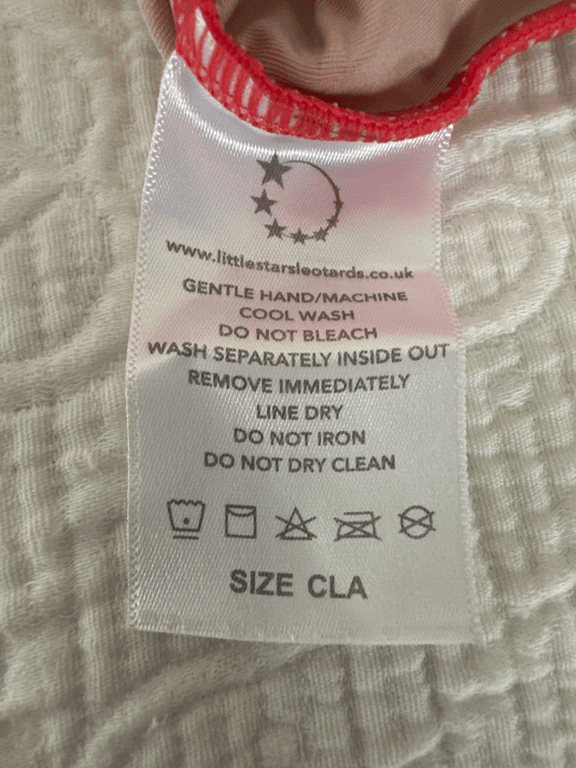 www.littlestarsleotards.co.uk
GENTLE HAND/MACHINE
COOL WASH
DO NOT BLEACH
WASH SEPARATELY INSIDE OUT
REMOVE IMMEDIATELY
LINE DRY
DO NOT IRON
DO NOT DRY CLEAN
SIZE CLA